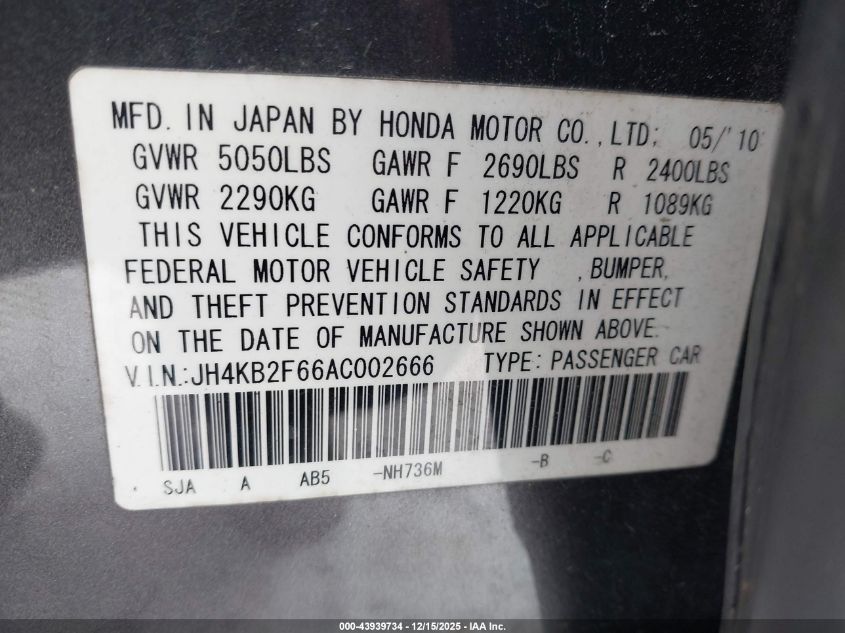 MFD. IN JAPAN BY HONDA MOTOR CO.,LTD; 05/'10
GVWR 5050LBS GAWR F 2690LBS R 2400LBS
GVWR 2290KG GAWR F 1220KG R 1089KG
THIS VEHICLE CONFORMS TO ALL APPLICABLE
FEDERAL MOTOR VEHICLE SAFETY ,BUMPER,
AND THEFT PREVENTION STANDARDS IN EFFECT
ON THE DATE OF MANUFACTURE SHOWN ABOVE.
V.I.N.:JH4KB2F66AC002666 TYPE: PASSENGER CAR
SJA A AB5 -NH736M -B -C
000-43939734 - 12/15/2025 - IAA Inc.